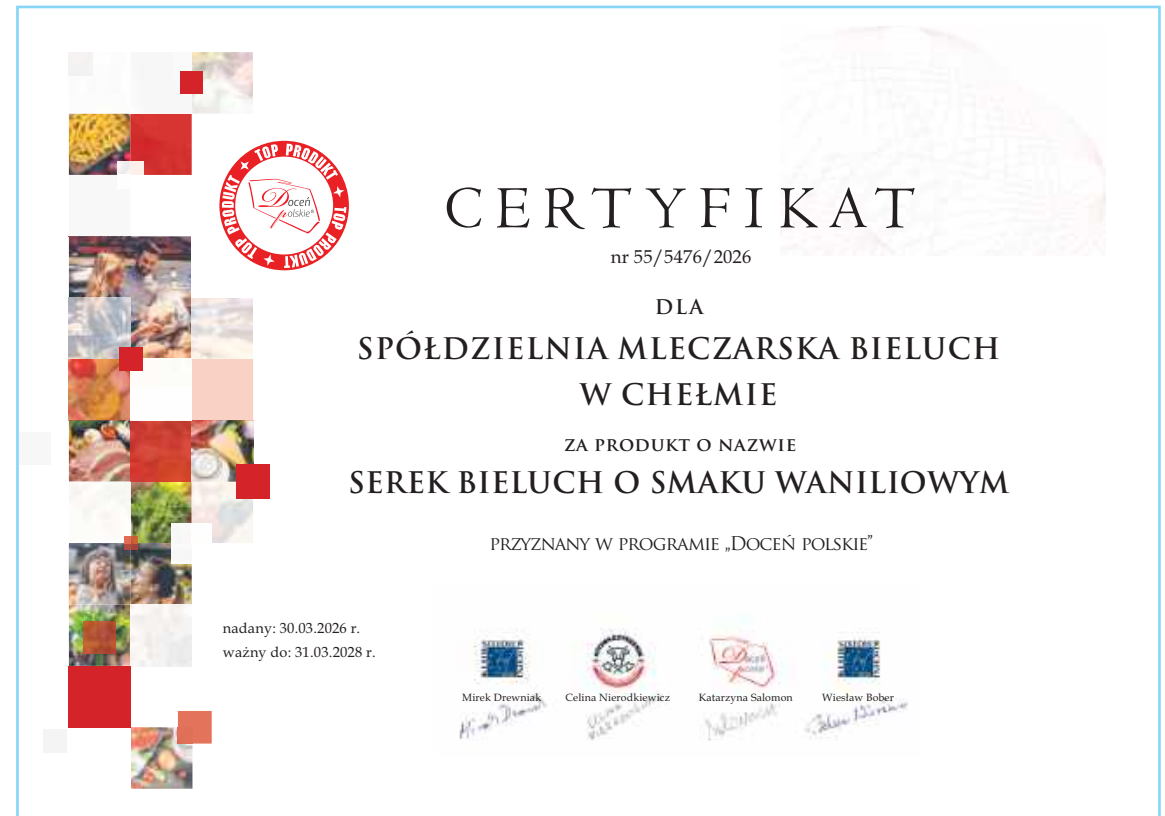 TOP PRODUKT TOP PRODUKT TOP PRODUKT
Doceń
polskie®
CERTYFIKAT
nr 55/5476/2026
DLA
SPÓŁDZIELNIA MLECZARSKA BIELUCH
W CHEŁMIE
ZA PRODUKT O NAZWIE
SEREK BIELUCH O SMAKU WANILIOWYM
PRZYZNANY W PROGRAMIE „DOCEŃ POLSKIE”
nadany: 30.03.2026 r.
ważny do: 31.03.2028 r.
Doceń
polskie
Mirek Drewniak Celina Nierodkiewicz Katarzyna Salomon Wiesław Bober